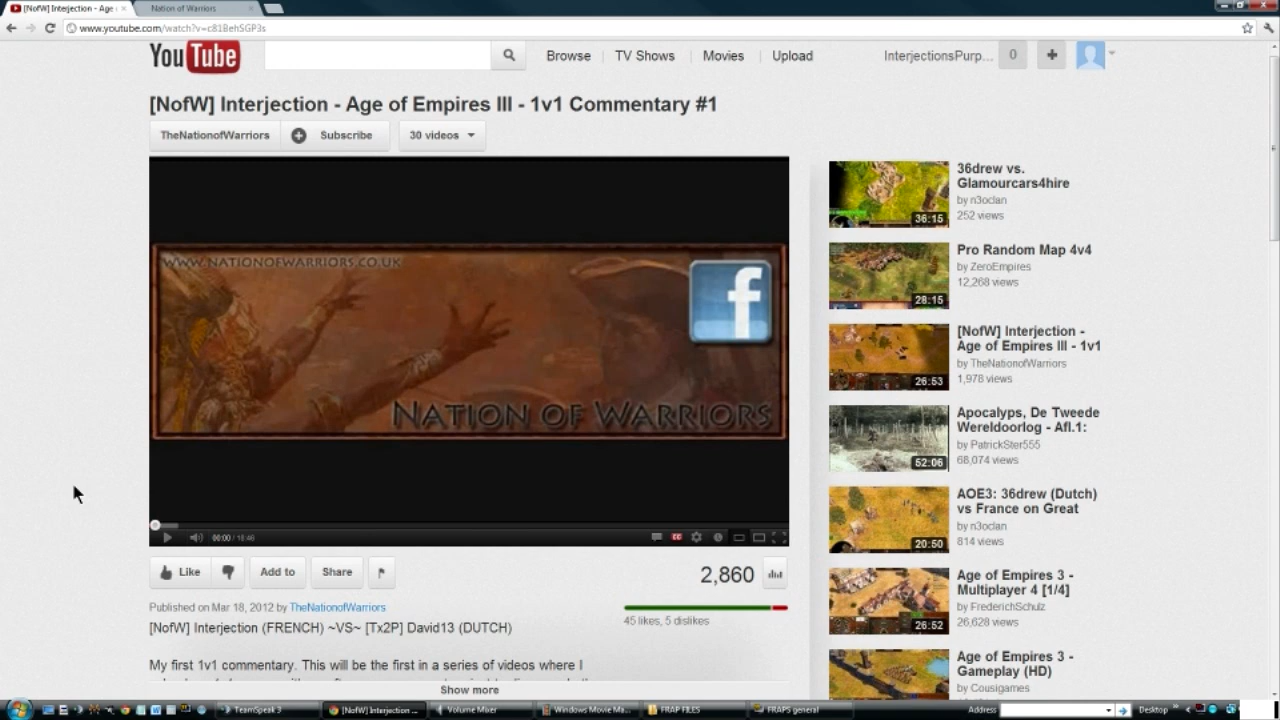 [NofW] Interjection - Age
Nation of Warriors
www.youtube.com/watch?v=c81BehSGP3s
YouTube
Browse
TV Shows
Movies
Upload
InterjectionsPurp...
0
[NofW] Interjection - Age of Empires III - 1v1 Commentary #1
TheNationofWarriors
Subscribe
30 videos
WWW.NATIONOFWARRIORS.CO.UK
f
NATION OF WARRIORS
00:00 / 18:46
CC
Like
Add to
Share
2,860
Published on Mar 18, 2012 by TheNationofWarriors
45 likes, 5 dislikes
[NofW] Interjection (FRENCH) ~VS~ [Tx2P] David13 (DUTCH)
My first 1v1 commentary. This will be the first in a series of videos where I
Show more
36:15
36drew vs.
Glamourcars4hire
by n3oclan
252 views
28:15
Pro Random Map 4v4
by ZeroEmpires
12,268 views
26:53
[NofW] Interjection -
Age of Empires III - 1v1
by TheNationofWarriors
1,978 views
52:06
Apocalyps, De Tweede
Wereldoorlog - Afl.1:
by PatrickSter555
68,074 views
20:50
AOE3: 36drew (Dutch)
vs France on Great
by n3oclan
814 views
26:52
Age of Empires 3 -
Multiplayer 4 [1/4]
by FrederichSchulz
26,628 views
Age of Empires 3 -
Gameplay (HD)
by Cousigames
TeamSpeak 3
[NofW] Interjection ...
Volume Mixer
Windows Movie Ma...
FRAP FILES
FRAPS general
Address
Desktop